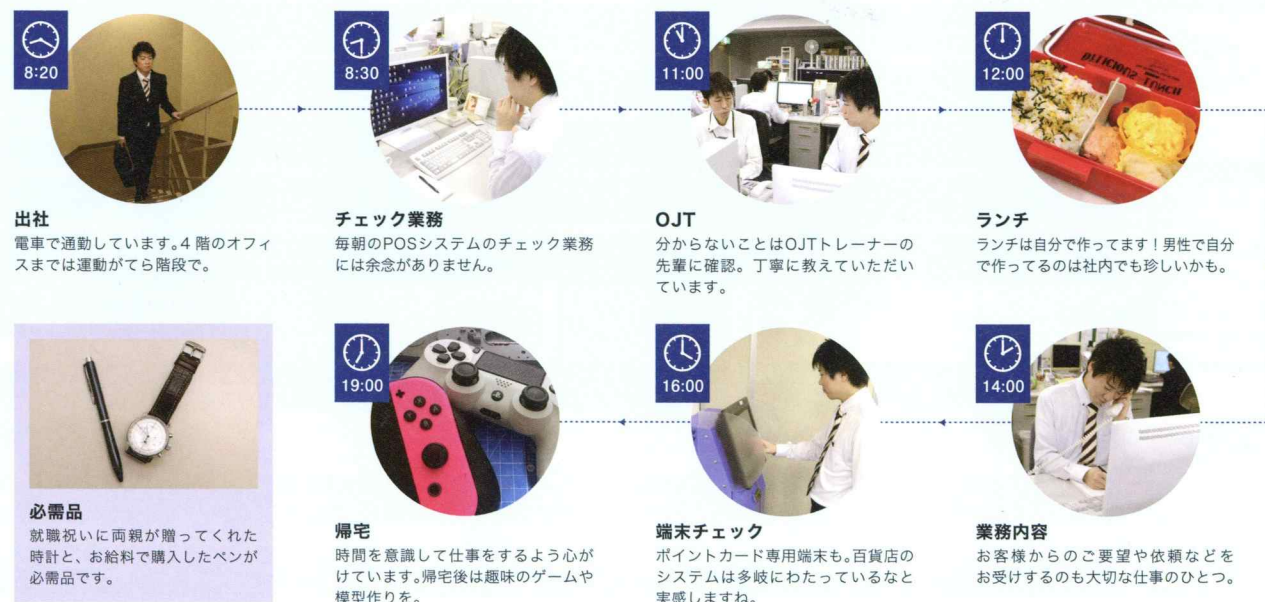 8:20
出社
電車で通勤しています。4階のオフィ
スまでは運動がてら階段で。
8:30
チェック業務
毎朝のPOSシステムのチェック業務
には余念がありません。
11:00
OJT
分からないことはOJTトレーナーの
先輩に確認。丁寧に教えていただい
ています。
12:00
DELICIOUS LUNCH
ランチ
ランチは自分で作ってます！男性で自分
で作ってるのは社内でも珍しいかも。
14:00
業務内容
お客様からのご要望や依頼などを
お受けするのも大切な仕事のひとつ。
16:00
端末チェック
ポイントカード専用端末も。百貨店の
システムは多岐にわたっているなと
実感しますね。
19:00
帰宅
時間を意識して仕事をするよう心が
けています。帰宅後は趣味のゲームや
模型作りを。
必需品
就職祝いに両親が贈ってくれた
時計と、お給料で購入したペンが
必需品です。